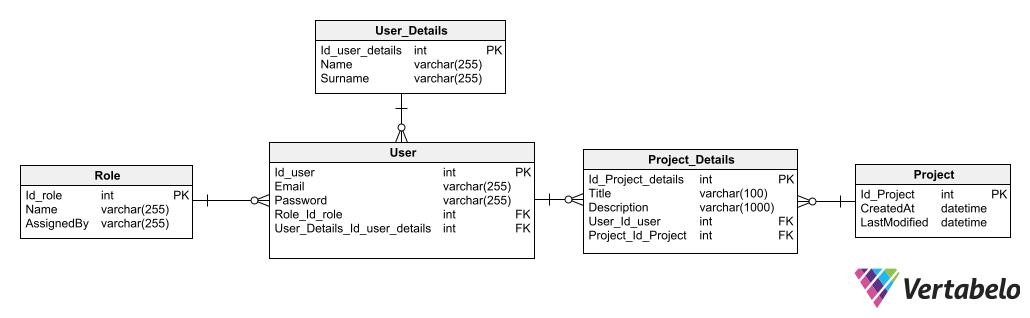 User_Details
Id_user_details int PK
Name varchar(255)
Surname varchar(255)
Role
Id_role int PK
Name varchar(255)
AssignedBy varchar(255)
User
Id_user int PK
Email varchar(255)
Password varchar(255)
Role_Id_role int FK
User_Details_Id_user_details int FK
Project_Details
Id_Project_details int PK
Title varchar(100)
Description varchar(1000)
User_Id_user int FK
Project_Id_Project int FK
Project
Id_Project int PK
CreatedAt datetime
LastModified datetime
Vertabelo